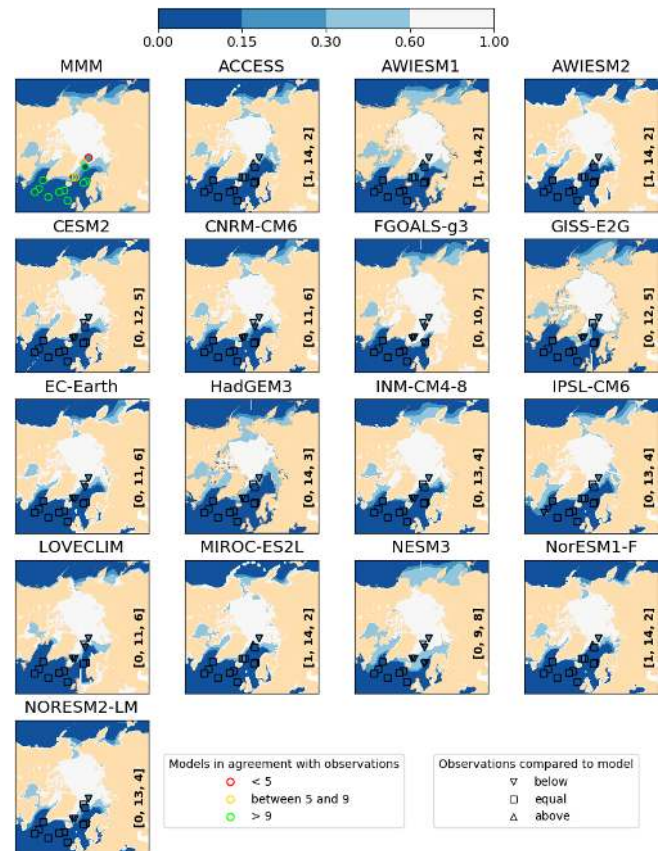 0.00 0.15 0.30 0.60 1.00
MMM ACCESS AWIESM1 AWIESM2
[1, 14, 2] [1, 14, 2] [0, 15, 2]
CESM2 CNRM-CM6 FGOALS-g3 GISS-E2G
[0, 12, 5] [0, 11, 6] [0, 10, 7] [0, 12, 5]
EC-Earth HadGEM3 INM-CM4-8 IPSL-CM6
[0, 11, 6] [0, 14, 3] [0, 13, 4] [0, 13, 4]
LOVECLIM MIROC-ES2L NESM3 NorESM1-F
[0, 11, 6] [1, 14, 2] [0, 9, 8] [1, 14, 2]
NORESM2-LM
[0, 13, 4]
Models in agreement with observations
< 5
between 5 and 9
> 9
Observations compared to model
below
equal
above